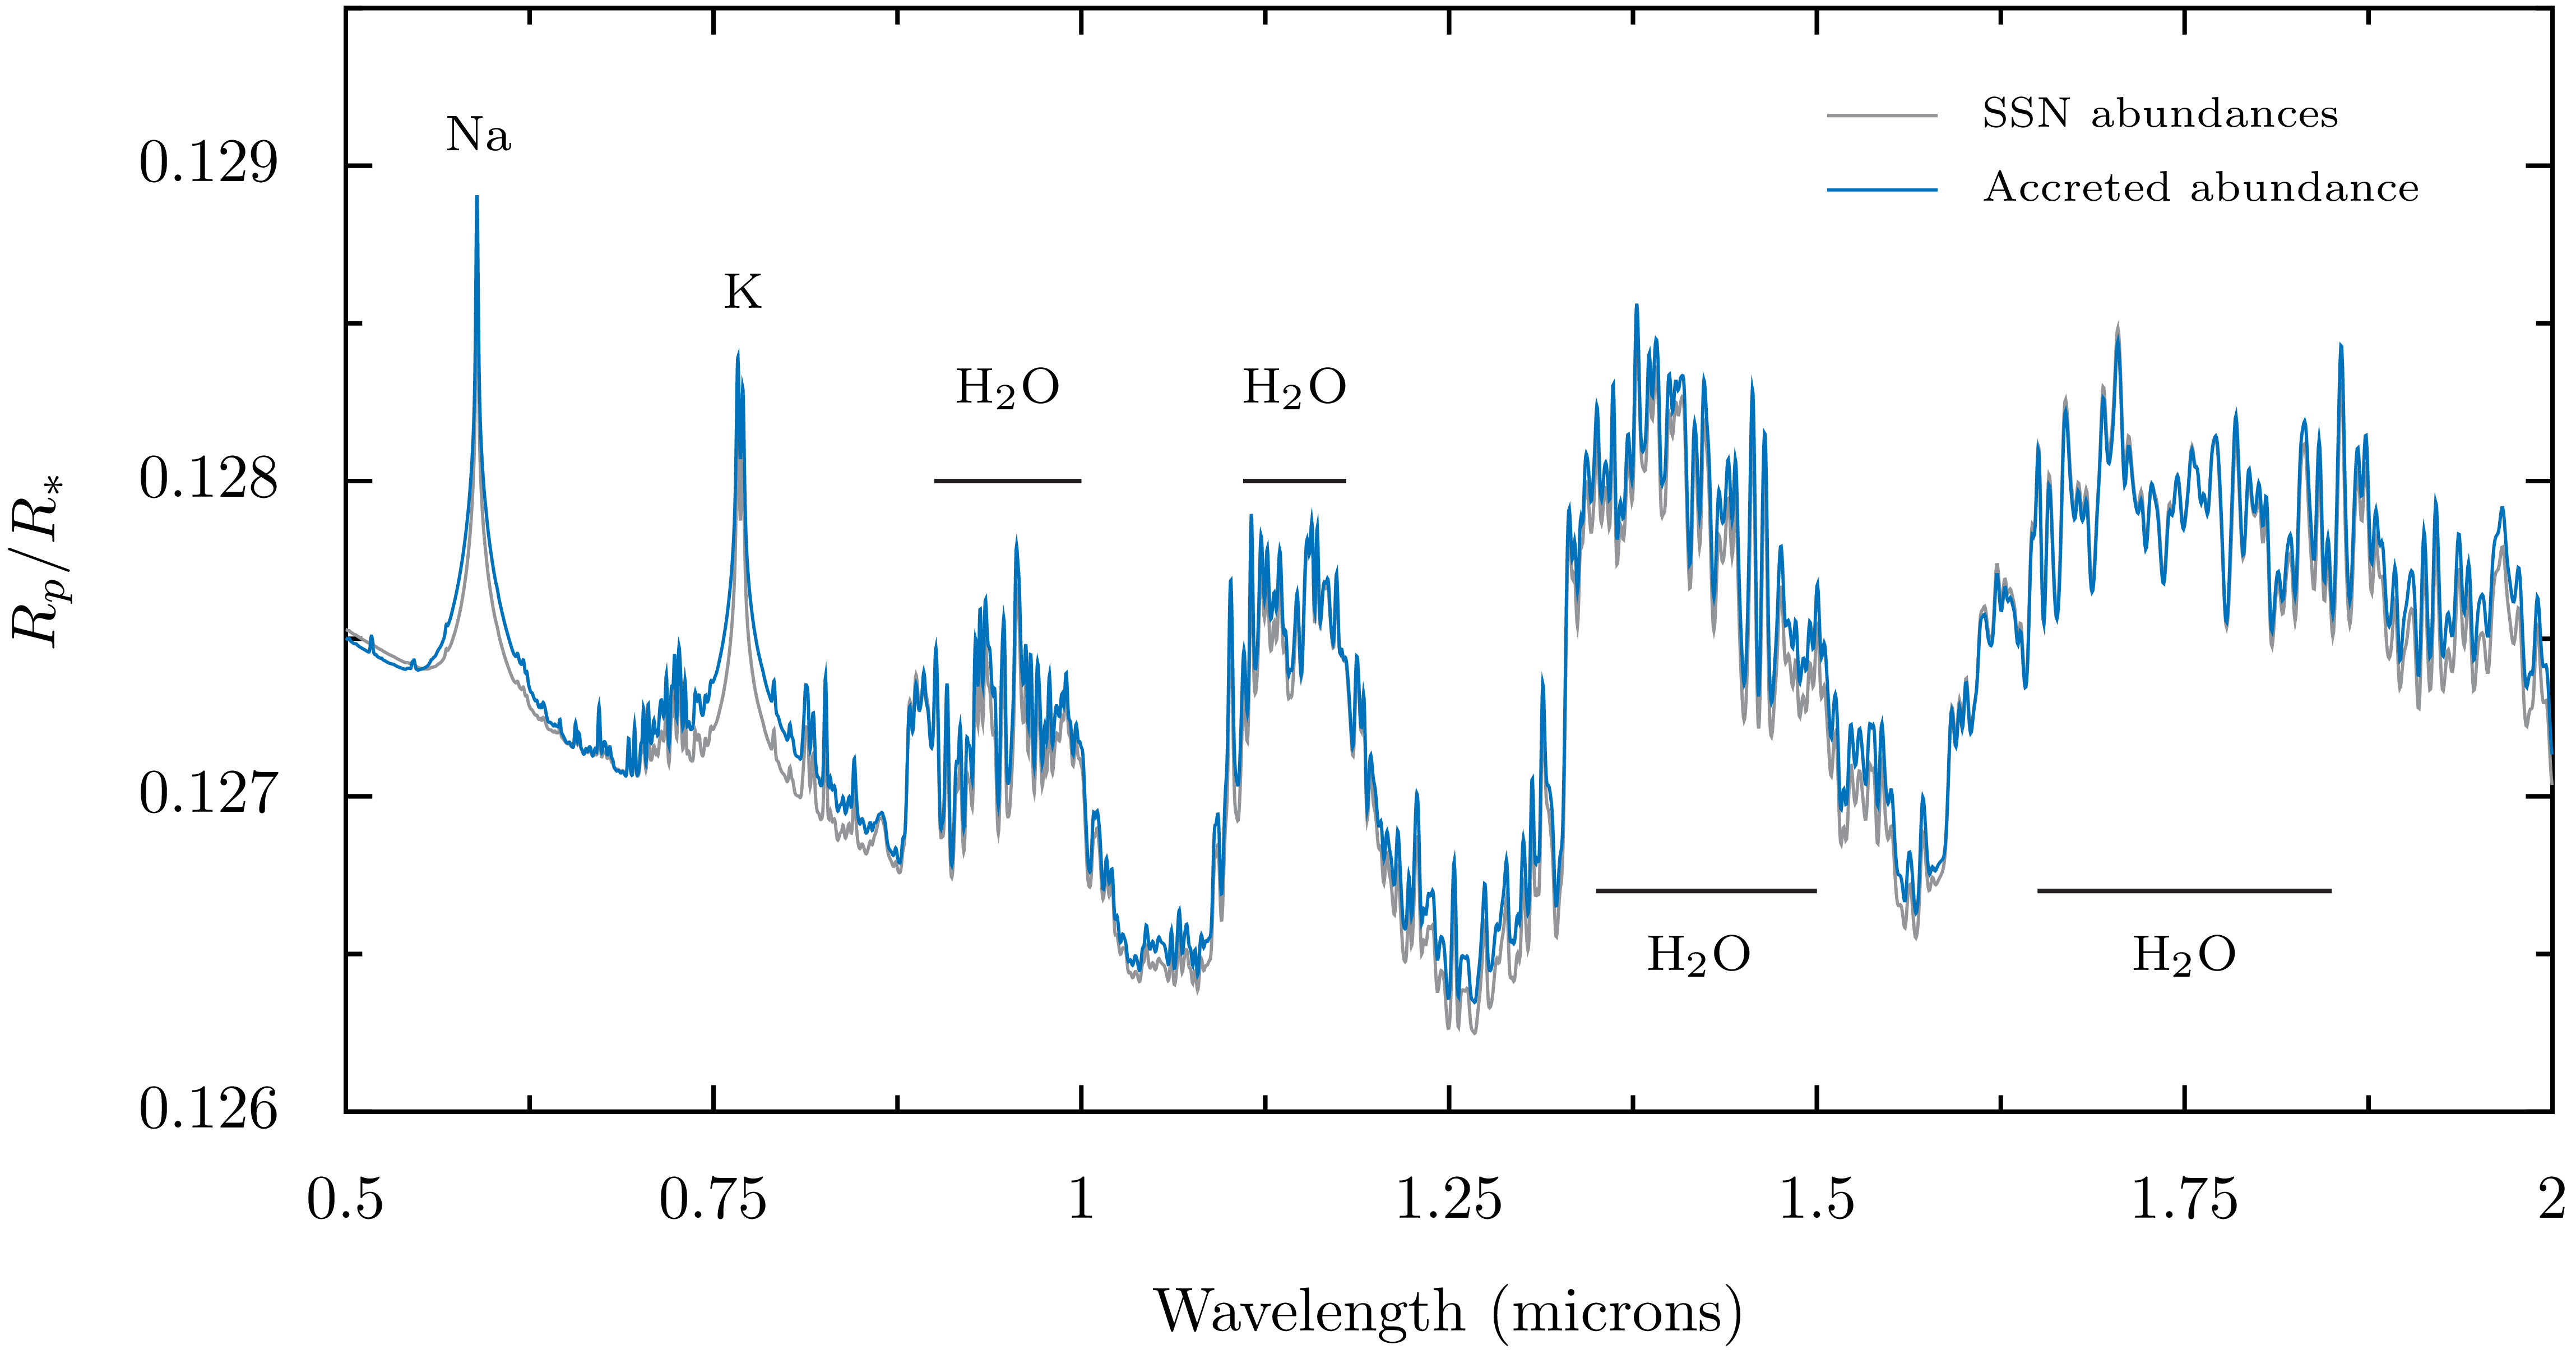 SSN abundances
Accreted abundance
Na
K
H₂O
H₂O
H₂O
H₂O
0.129
0.128
0.127
0.126
R_p/R_*
0.5 0.75 1 1.25 1.5 1.75 2
Wavelength (microns)